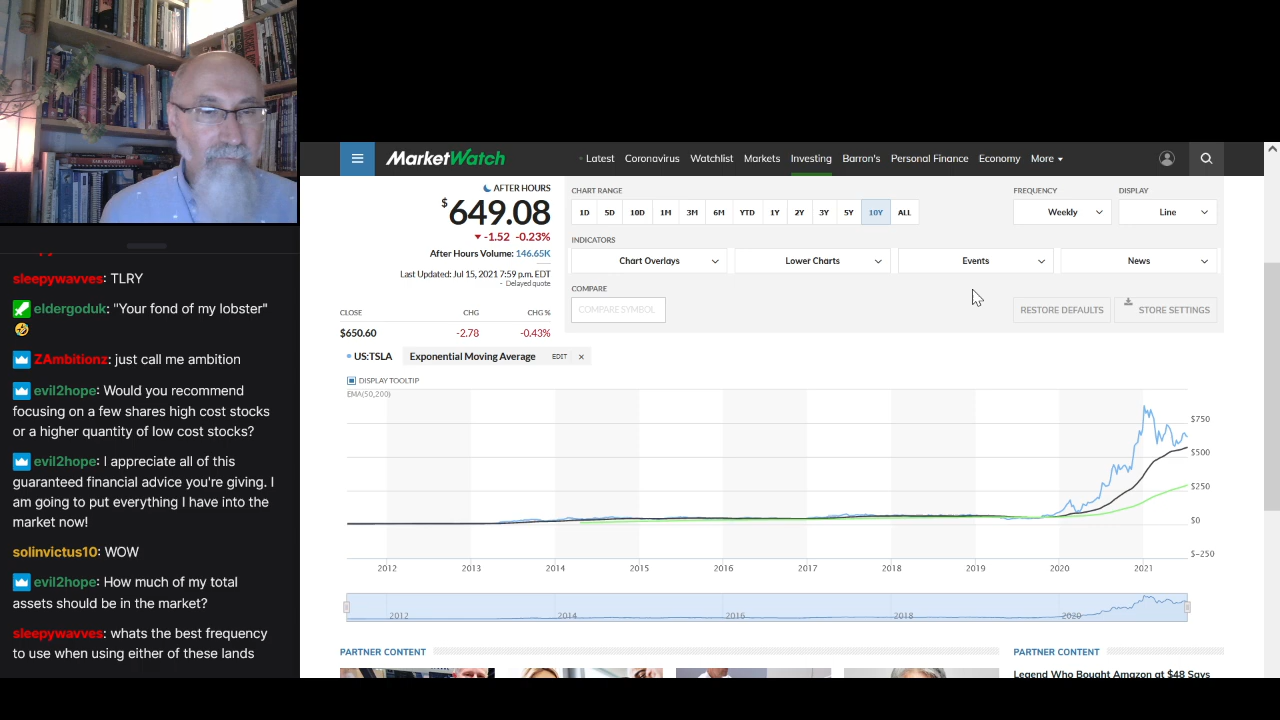 sleepywavves: TLRY
eldergoduk: "Your fond of my lobster"
🤣
ZAmbitionz: just call me ambition
evil2hope: Would you recommend
focusing on a few shares high cost stocks
or a higher quantity of low cost stocks?
evil2hope: I appreciate all of this
guaranteed financial advice you're giving. I
am going to put everything I have into the
market now!
solinvictus10: WOW
evil2hope: How much of my total
assets should be in the market?
sleepywavves: whats the best frequency
to use when using either of these lands
MarketWatch
Latest Coronavirus Watchlist Markets Investing Barron's Personal Finance Economy More
AFTER HOURS
$649.08
-1.52 -0.23%
After Hours Volume: 146.65K
Last Updated: Jul 15, 2021 7:59 p.m. EDT
- Delayed quote
CLOSE CHG CHG %
$650.60 -2.78 -0.43%
CHART RANGE
1D 5D 10D 1M 3M 6M YTD 1Y 2Y 3Y 5Y 10Y ALL
FREQUENCY
Weekly
DISPLAY
Line
INDICATORS
Chart Overlays Lower Charts Events News
COMPARE
COMPARE SYMBOL
RESTORE DEFAULTS STORE SETTINGS
US:TSLA Exponential Moving Average EDIT ×
DISPLAY TOOLTIP
EMA(50,200)
$750
$500
$250
$0
$-250
2012 2013 2014 2015 2016 2017 2018 2019 2020 2021
2012 2014 2016 2018 2020
PARTNER CONTENT
PARTNER CONTENT
Legend Who Bought Amazon at $48 Says